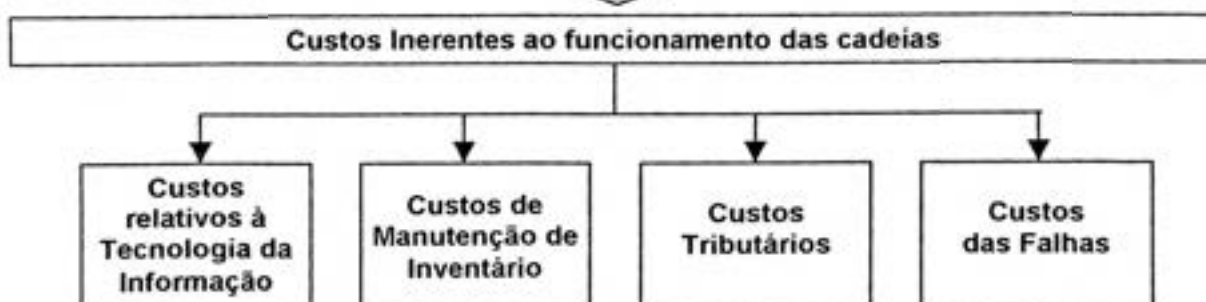 Custos Inerentes ao funcionamento das cadeias
Custos
relativos à
Tecnologia da
Informação
Custos de
Manutenção de
Inventário
Custos
Tributários
Custos
das Falhas